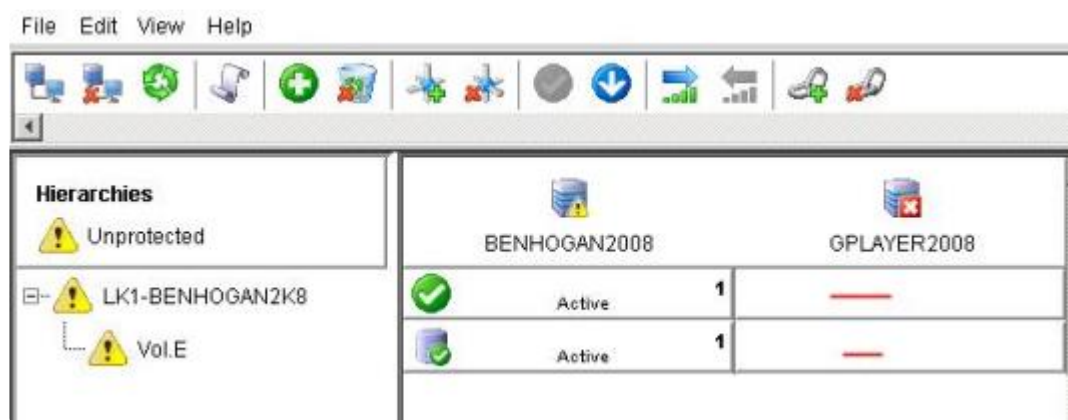 File Edit View Help
Hierarchies
Unprotected
BENHOGAN2008 GPLAYER2008
LK1-BENHOGAN2K8
Active 1
Vol.E
Active 1